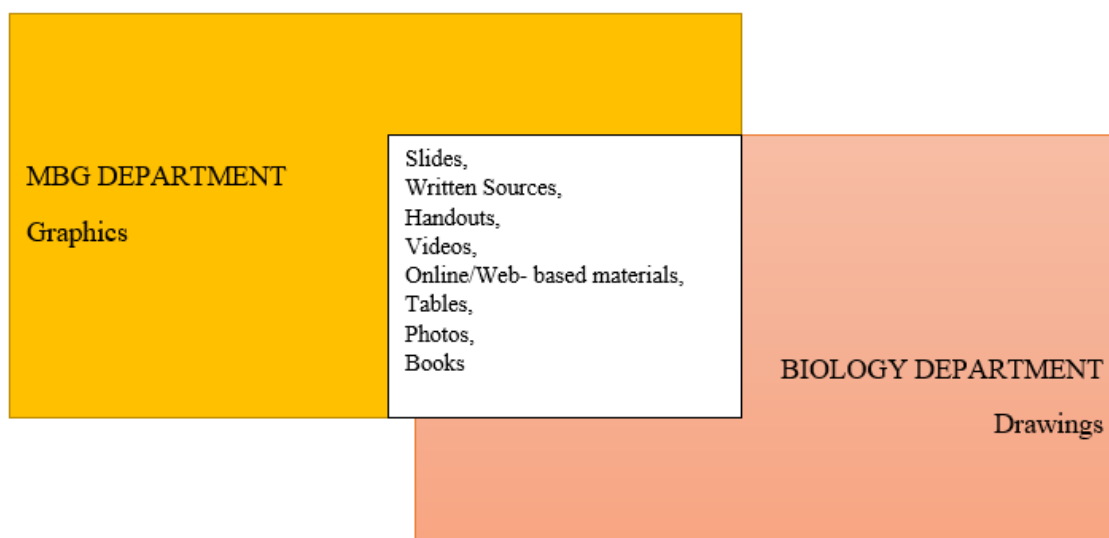 MBG DEPARTMENT
Graphics
Slides,
Written Sources,
Handouts,
Videos,
Online/Web- based materials,
Tables,
Photos,
Books
BIOLOGY DEPARTMENT
Drawings